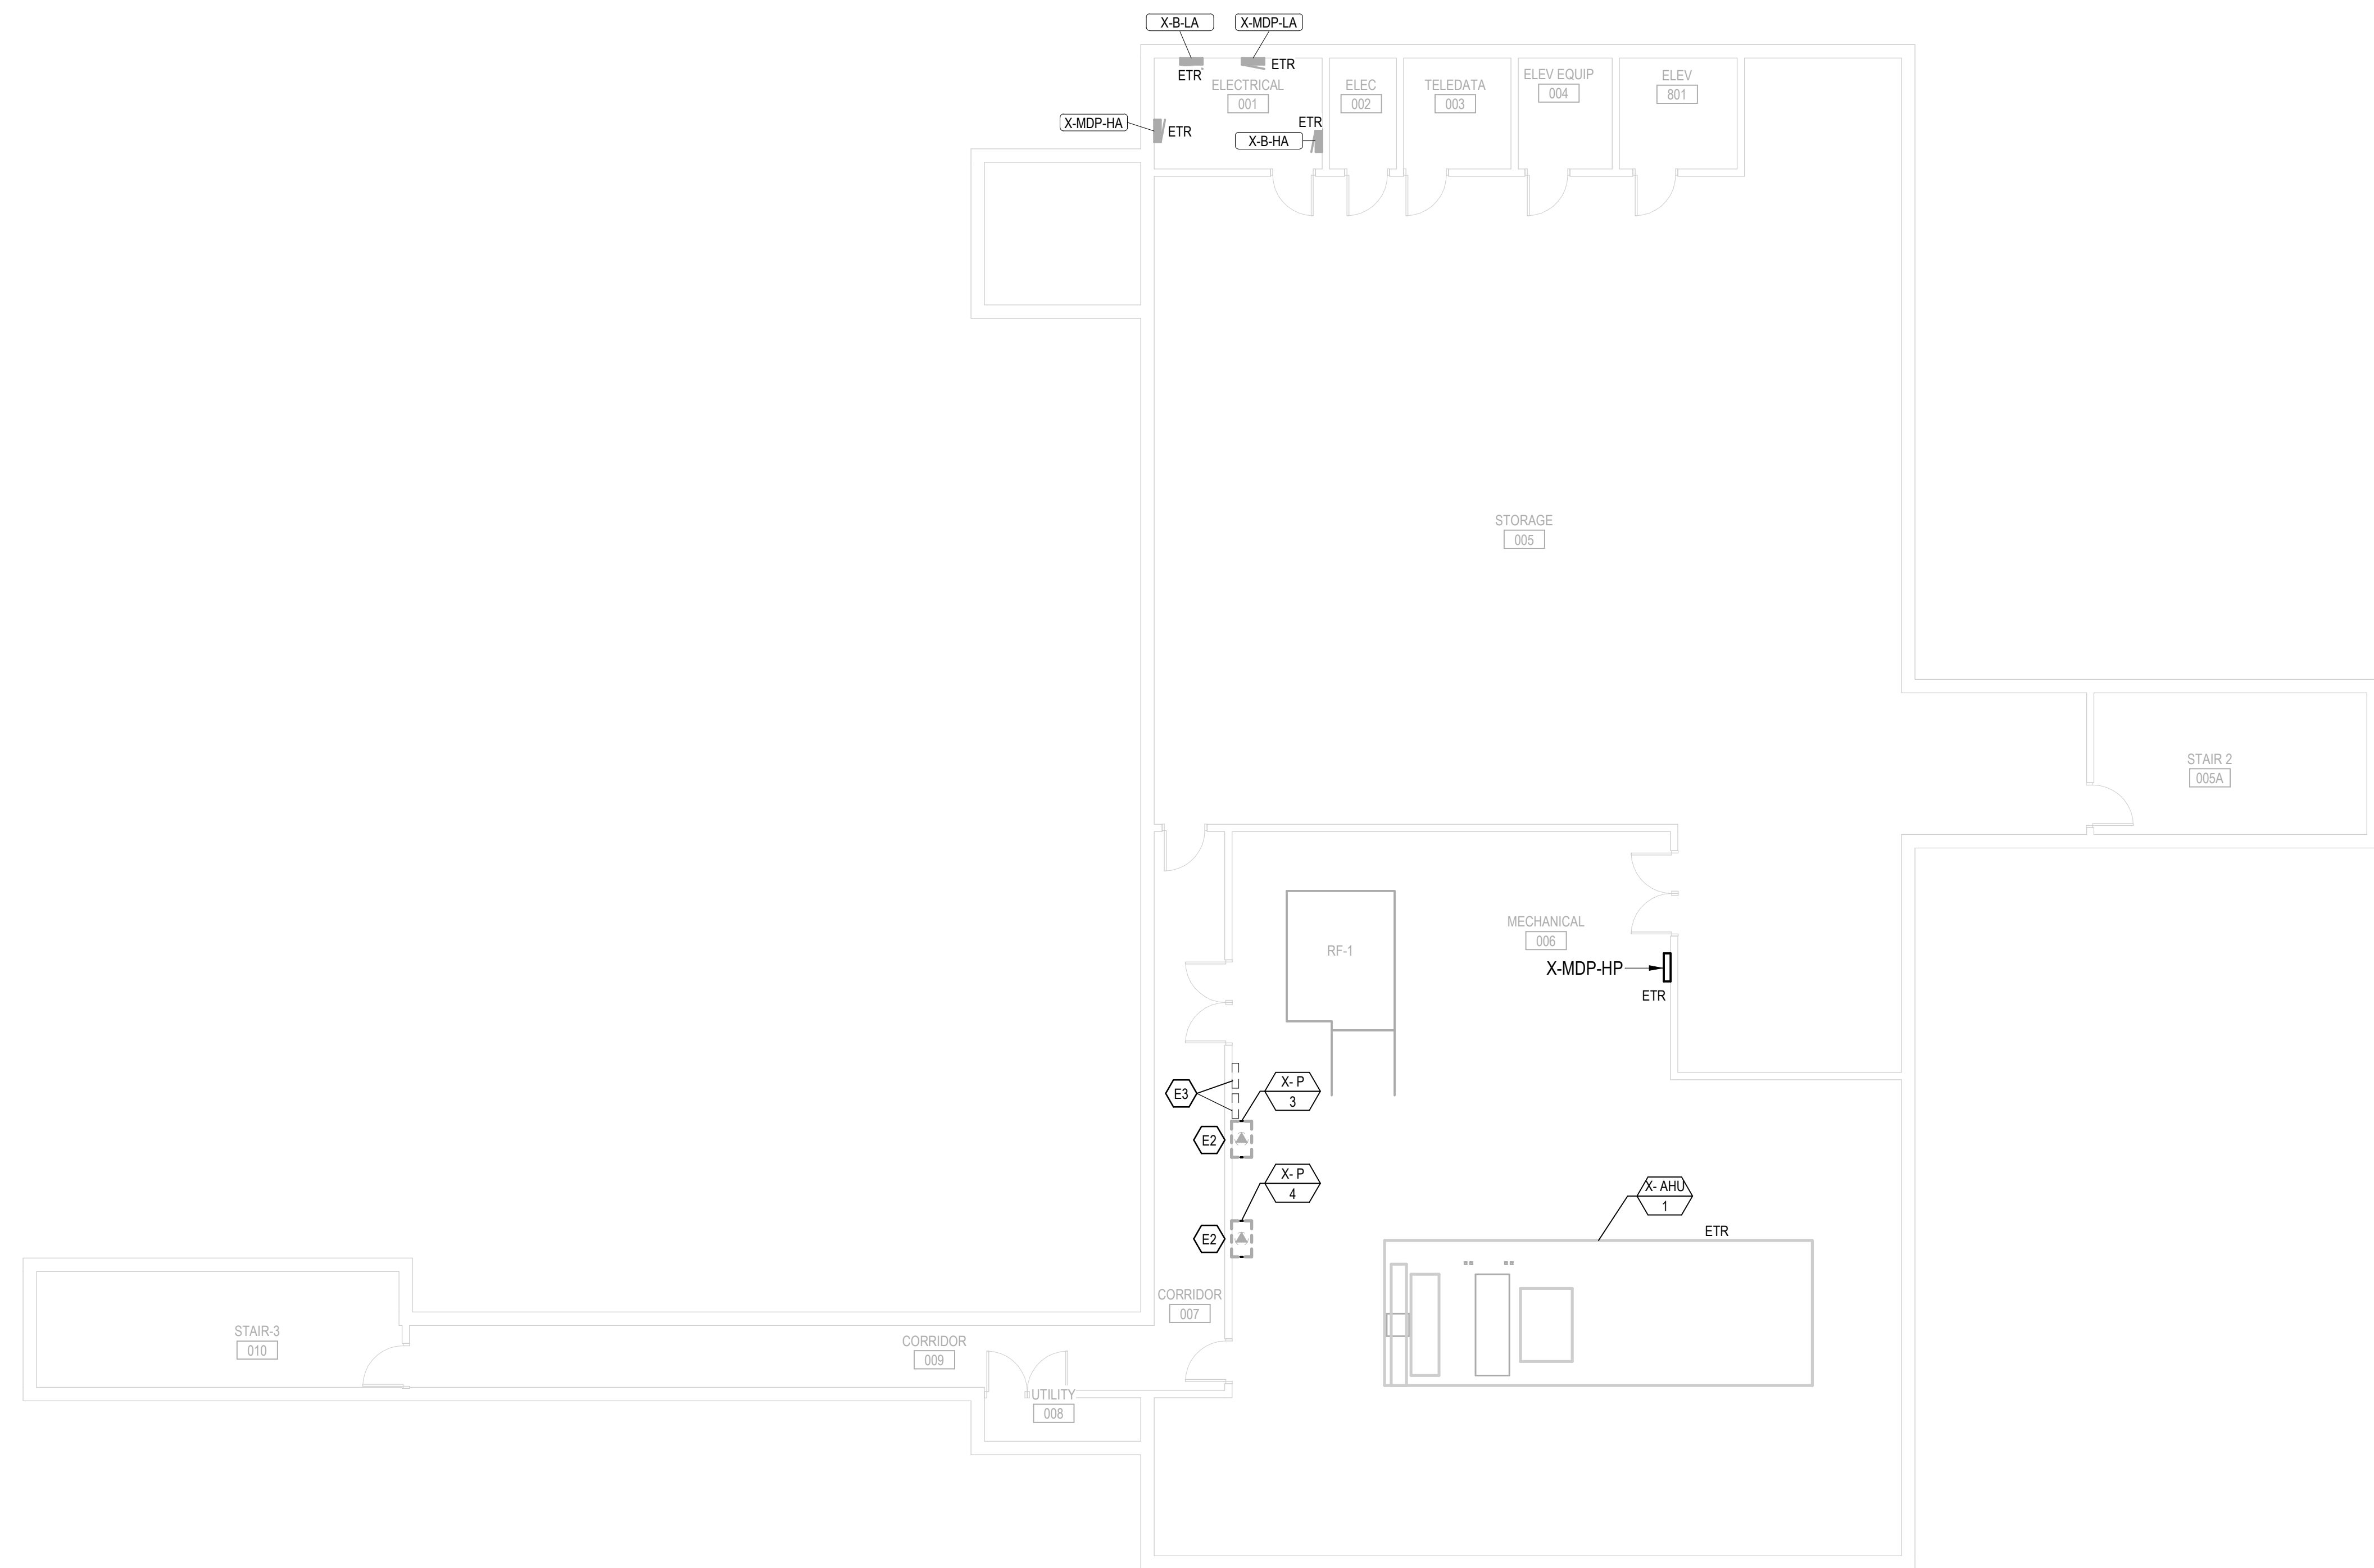 X-B-LA
X-MDP-LA
ETR
ETR
ELECTRICAL
001
ELEC
002
TELEDATA
003
ELEV EQUIP
004
ELEV
801
X-MDP-HA
ETR
ETR
X-B-HA
STORAGE
005
STAIR 2
005A
MECHANICAL
006
RF-1
X-MDP-HP
ETR
E3
X- P
3
E2
X- P
4
E2
X- AHU
1
ETR
CORRIDOR
007
STAIR-3
010
CORRIDOR
009
UTILITY
008